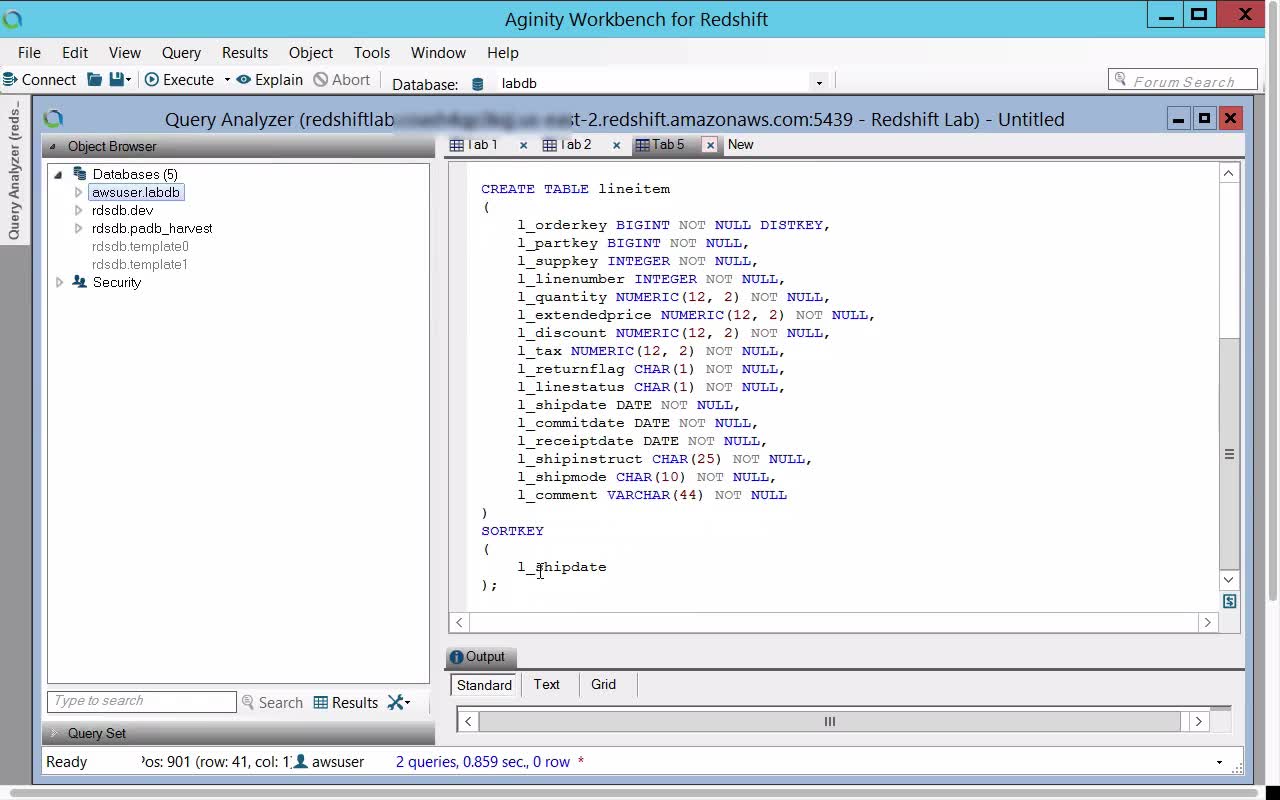 Aginity Workbench for Redshift
File Edit View Query Results Object Tools Window Help
Connect Execute Explain Abort Database: labdb Forum Search
Query Analyzer (reds...
Query Analyzer (redshiftlab st-2.redshift.amazonaws.com:5439 - Redshift Lab) - Untitled
Object Browser
Tab 1 Tab 2 Tab 5 New
Databases (5)
awsuser.labdb
rdsdb.dev
rdsdb.padb_harvest
rdsdb.template0
rdsdb.template1
Security
CREATE TABLE lineitem
(
l_orderkey BIGINT NOT NULL DISTKEY,
l_partkey BIGINT NOT NULL,
l_suppkey INTEGER NOT NULL,
l_linenumber INTEGER NOT NULL,
l_quantity NUMERIC(12, 2) NOT NULL,
l_extendedprice NUMERIC(12, 2) NOT NULL,
l_discount NUMERIC(12, 2) NOT NULL,
l_tax NUMERIC(12, 2) NOT NULL,
l_returnflag CHAR(1) NOT NULL,
l_linestatus CHAR(1) NOT NULL,
l_shipdate DATE NOT NULL,
l_commitdate DATE NOT NULL,
l_receiptdate DATE NOT NULL,
l_shipinstruct CHAR(25) NOT NULL,
l_shipmode CHAR(10) NOT NULL,
l_comment VARCHAR(44) NOT NULL
)
SORTKEY
(
l_shipdate
);
Output
Standard Text Grid
Type to search Search Results
Query Set
Ready Pos: 901 (row: 41, col: 1) awsuser 2 queries, 0.859 sec., 0 row *